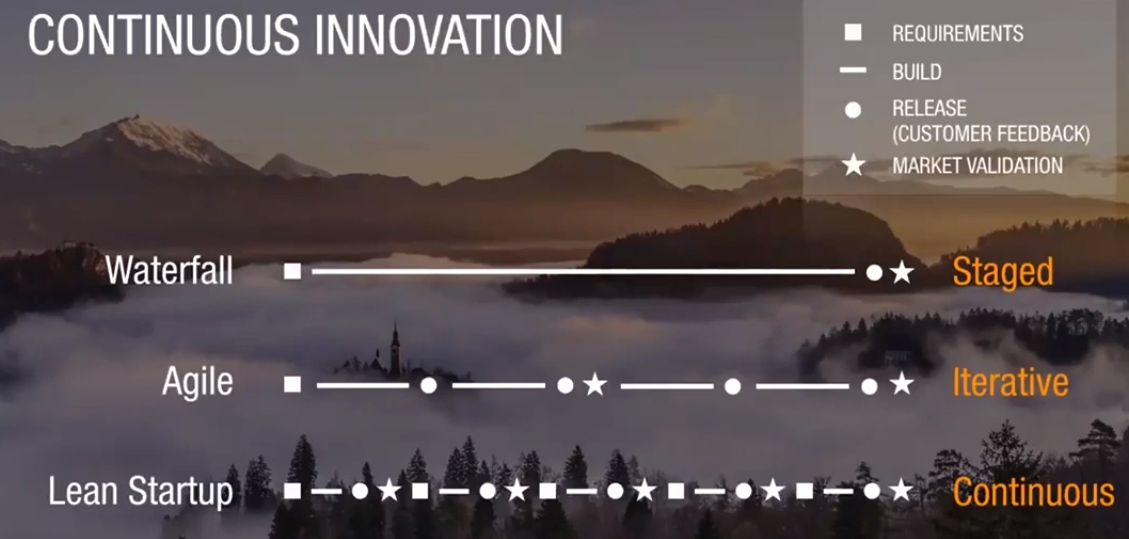 CONTINUOUS INNOVATION
REQUIREMENTS
BUILD
RELEASE
(CUSTOMER FEEDBACK)
MARKET VALIDATION
Waterfall
Staged
Agile
Iterative
Lean Startup
Continuous